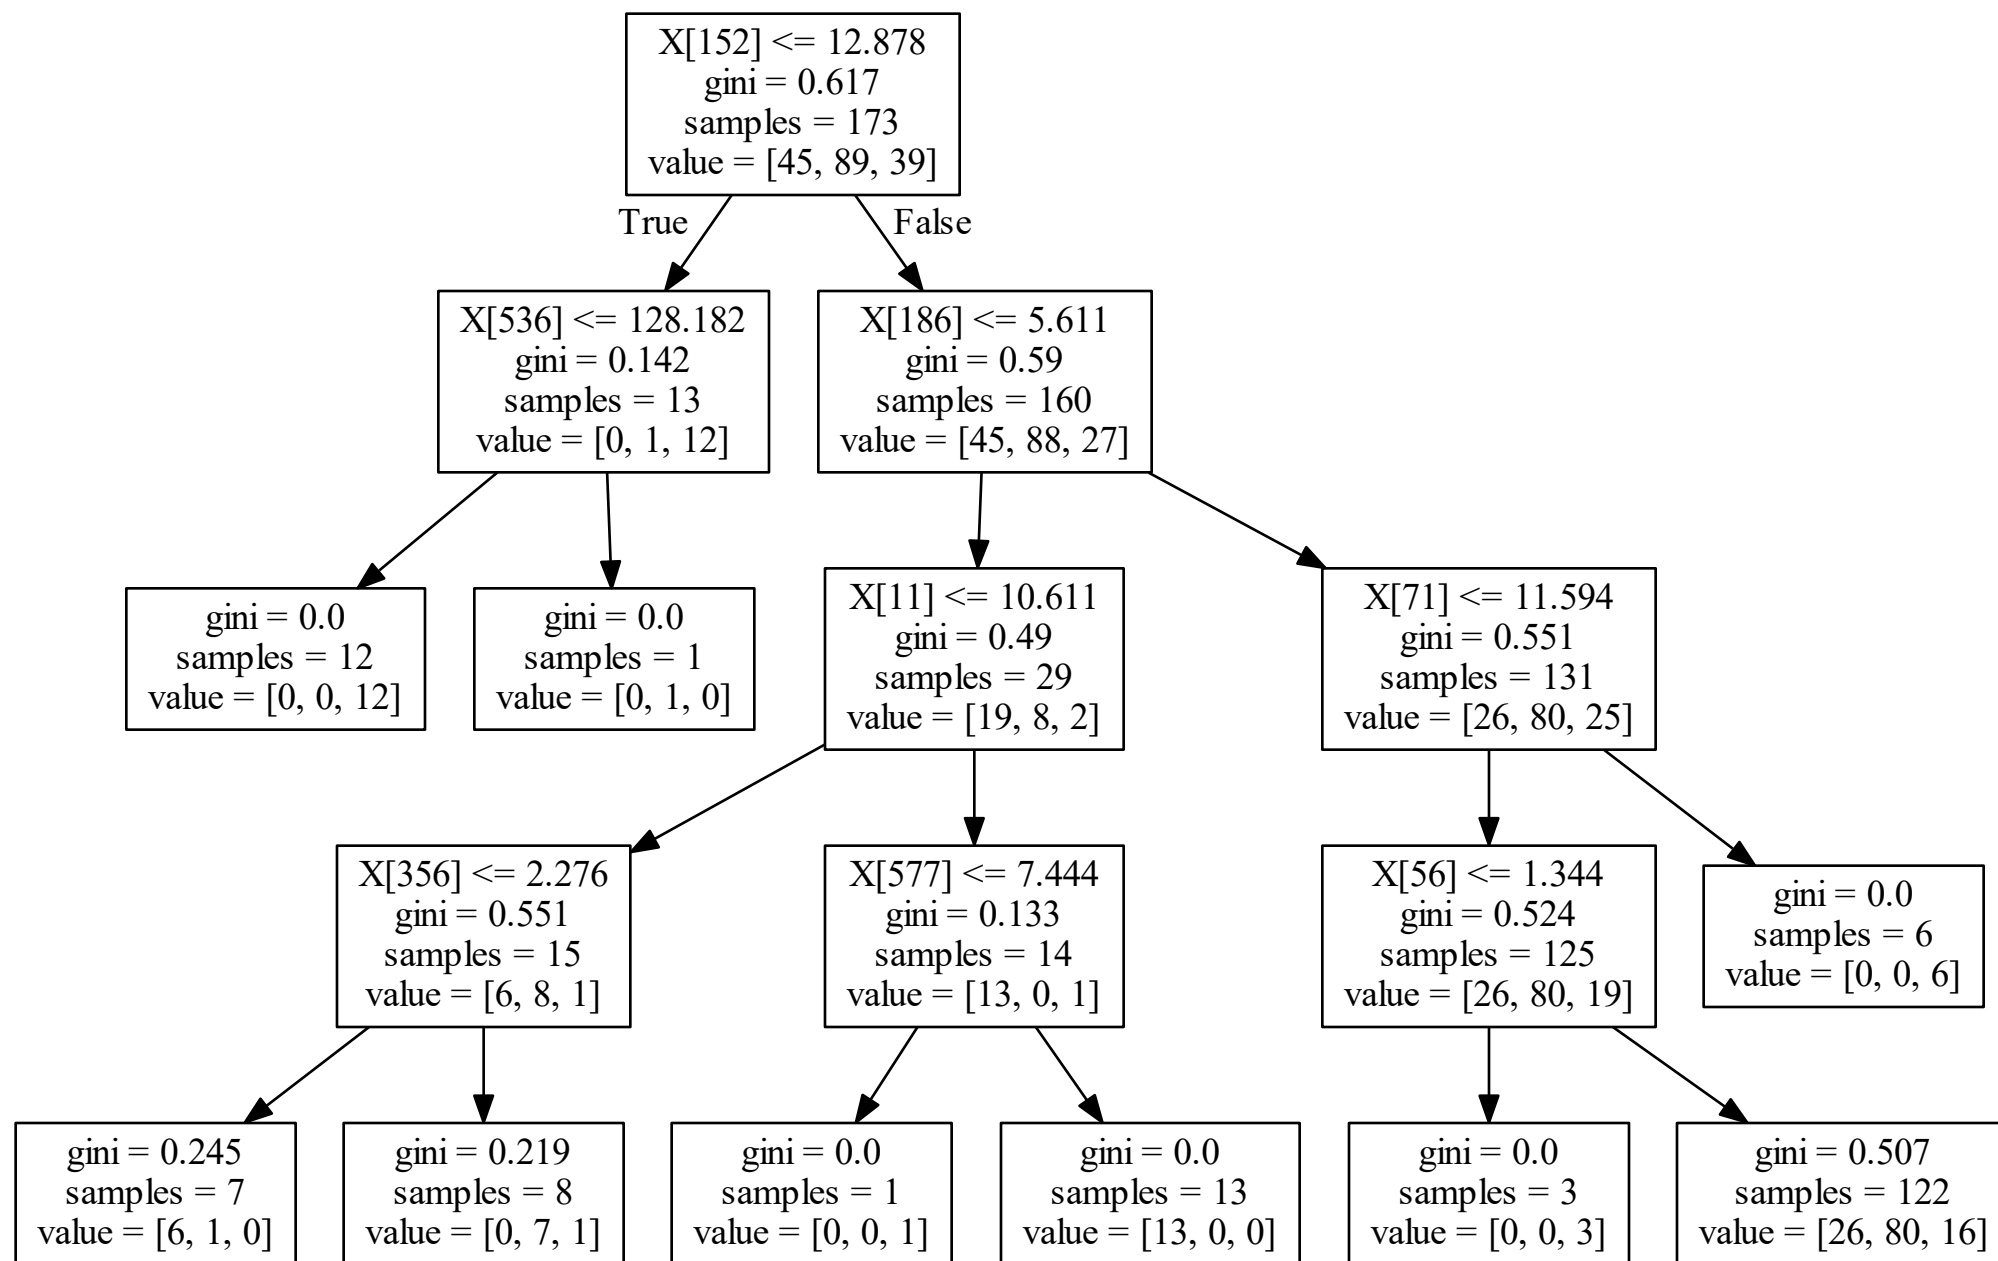 X[152] <= 12.878
gini = 0.617
samples = 173
value = [45, 89, 39]
True
False
X[536] <= 128.182
gini = 0.142
samples = 13
value = [0, 1, 12]
X[186] <= 5.611
gini = 0.59
samples = 160
value = [45, 88, 27]
gini = 0.0
samples = 12
value = [0, 0, 12]
gini = 0.0
samples = 1
value = [0, 1, 0]
X[11] <= 10.611
gini = 0.49
samples = 29
value = [19, 8, 2]
X[71] <= 11.594
gini = 0.551
samples = 131
value = [26, 80, 25]
X[356] <= 2.276
gini = 0.551
samples = 15
value = [6, 8, 1]
X[577] <= 7.444
gini = 0.133
samples = 14
value = [13, 0, 1]
X[56] <= 1.344
gini = 0.524
samples = 125
value = [26, 80, 19]
gini = 0.0
samples = 6
value = [0, 0, 6]
gini = 0.245
samples = 7
value = [6, 1, 0]
gini = 0.219
samples = 8
value = [0, 7, 1]
gini = 0.0
samples = 1
value = [0, 0, 1]
gini = 0.0
samples = 13
value = [13, 0, 0]
gini = 0.0
samples = 3
value = [0, 0, 3]
gini = 0.507
samples = 122
value = [26, 80, 16]